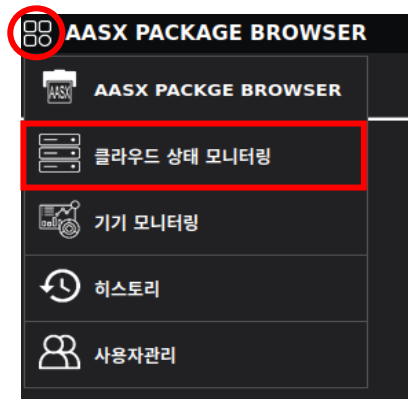 AASX PACKAGE BROWSER
AASX
AASX PACKGE BROWSER
클라우드 상태 모니터링
기기 모니터링
히스토리
사용자관리